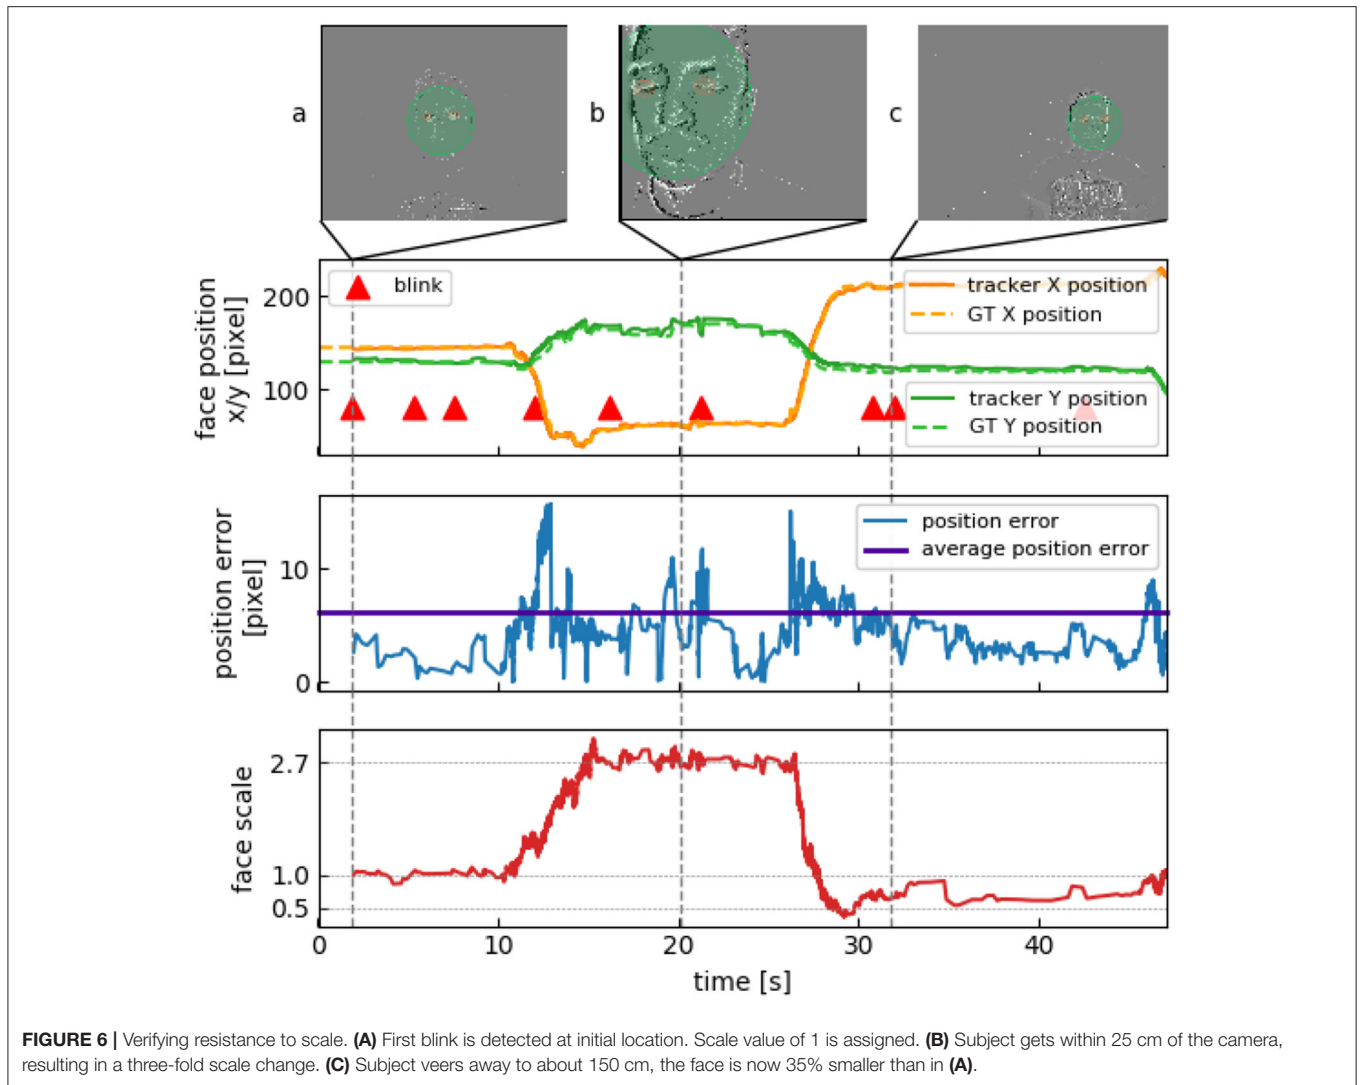 a
b
c
blink
tracker X position
GT X position
tracker Y position
GT Y position
face position
x/y [pixel]
200
100
position error
average position error
position error
[pixel]
10
0
face scale
2.7
1.0
0.5
0
10
20
30
40
time [s]
FIGURE 6 | Verifying resistance to scale. (A) First blink is detected at initial location. Scale value of 1 is assigned. (B) Subject gets within 25 cm of the camera,
resulting in a three-fold scale change. (C) Subject veers away to about 150 cm, the face is now 35% smaller than in (A).